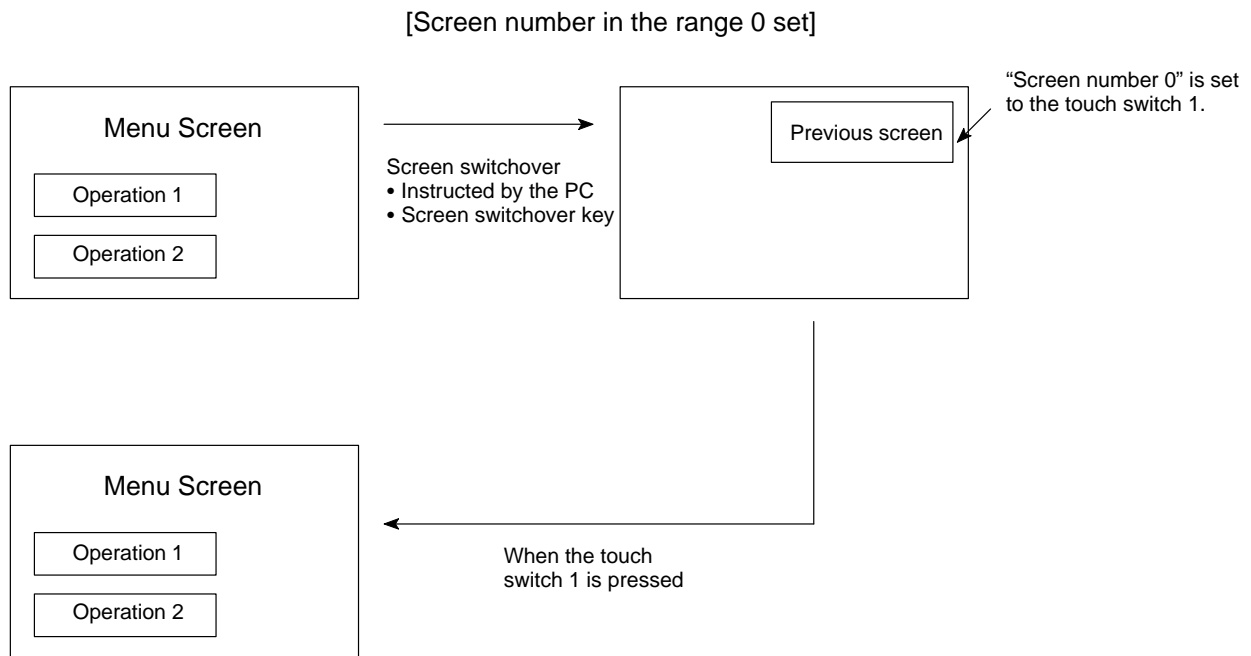 [Screen number in the range 0 set]
Menu Screen
Operation 1
Operation 2
Screen switchover
• Instructed by the PC
• Screen switchover key
Previous screen
“Screen number 0” is set
to the touch switch 1.
Menu Screen
Operation 1
Operation 2
When the touch
switch 1 is pressed